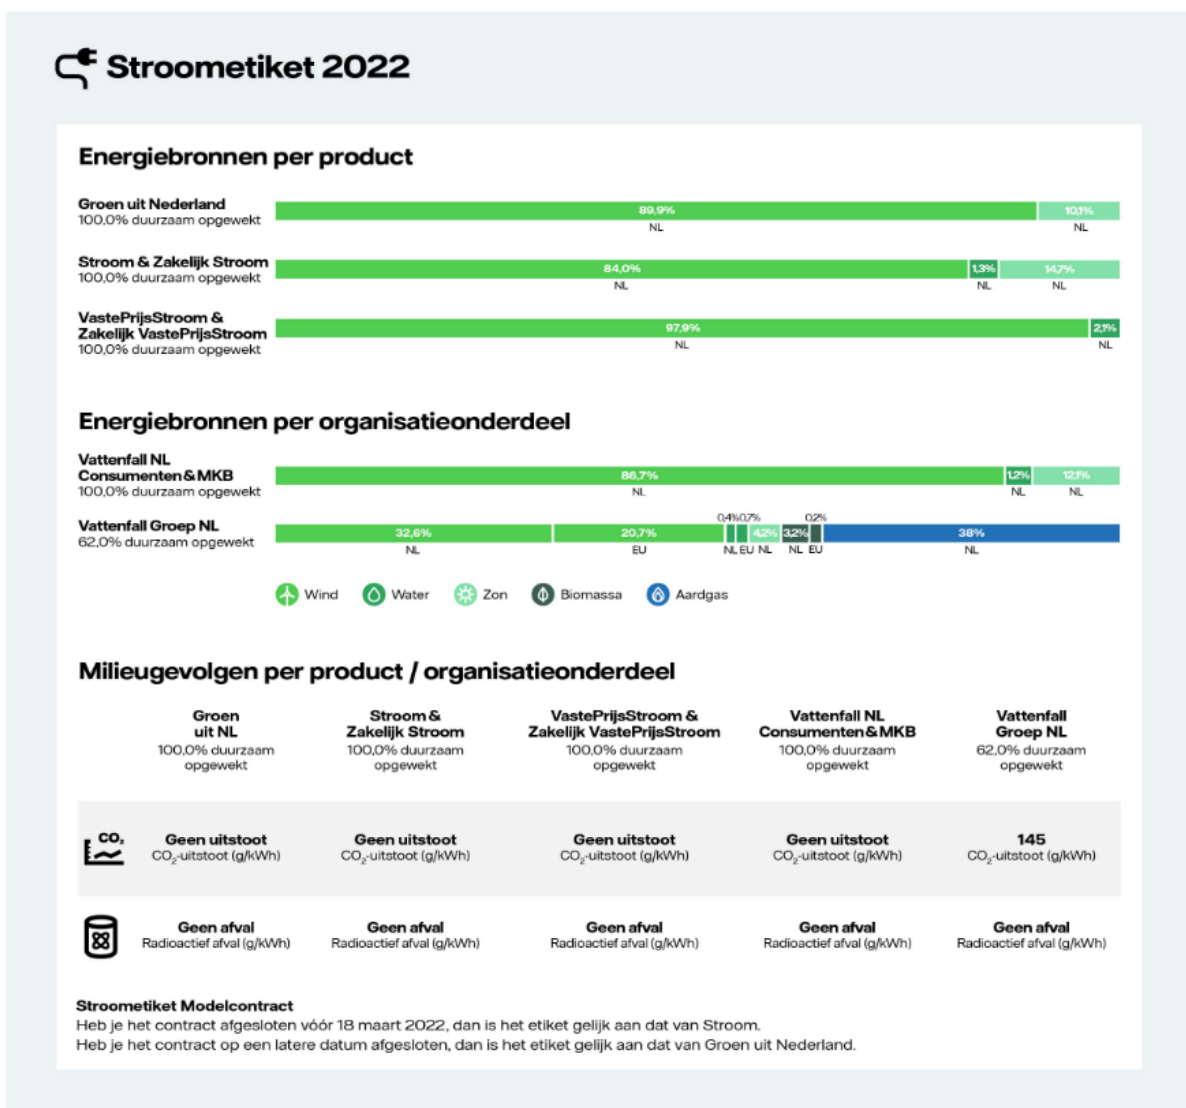 Stroometiket 2022
Energiebronnen per product
Groen uit Nederland
100,0% duurzaam opgewekt
89,9%
10,1%
NL
NL
Stroom & Zakelijk Stroom
100,0% duurzaam opgewekt
84,0%
1,3%
14,7%
NL
NL
NL
VastePrijsStroom &
Zakelijk VastePrijsStroom
100,0% duurzaam opgewekt
97,9%
2,1%
NL
NL
Energiebronnen per organisatieonderdeel
Vattenfall NL
Consumenten & MKB
100,0% duurzaam opgewekt
86,7%
1,2%
12,1%
NL
NL
NL
Vattenfall Groep NL
62,0% duurzaam opgewekt
32,6%
20,7%
0,4%
0,7%
4,2%
3,2%
0,2%
38%
NL
EU
NL
EU
NL
NL
EU
NL
Wind
Water
Zon
Biomassa
Aardgas
Milieugevolgen per product / organisatieonderdeel
Groen
uit NL
100,0% duurzaam
opgewekt
Stroom &
Zakelijk Stroom
100,0% duurzaam
opgewekt
VastePrijsStroom &
Zakelijk VastePrijsStroom
100,0% duurzaam
opgewekt
Vattenfall NL
Consumenten & MKB
100,0% duurzaam
opgewekt
Vattenfall
Groep NL
62,0% duurzaam
opgewekt
CO₂
Geen uitstoot
CO₂-uitstoot (g/kWh)
Geen uitstoot
CO₂-uitstoot (g/kWh)
Geen uitstoot
CO₂-uitstoot (g/kWh)
Geen uitstoot
CO₂-uitstoot (g/kWh)
145
CO₂-uitstoot (g/kWh)
Geen afval
Radioactief afval (g/kWh)
Geen afval
Radioactief afval (g/kWh)
Geen afval
Radioactief afval (g/kWh)
Geen afval
Radioactief afval (g/kWh)
Geen afval
Radioactief afval (g/kWh)
Stroometiket Modelcontract
Heb je het contract afgesloten vóór 18 maart 2022, dan is het etiket gelijk aan dat van Stroom.
Heb je het contract op een latere datum afgesloten, dan is het etiket gelijk aan dat van Groen uit Nederland.